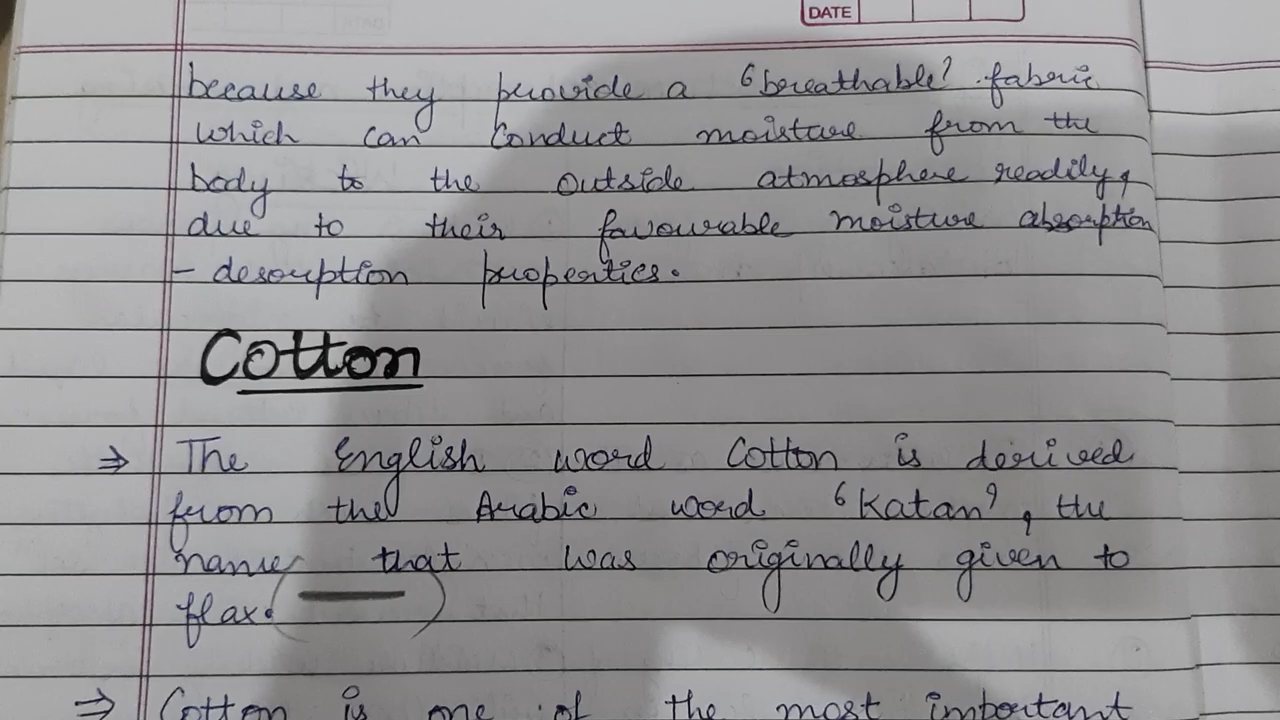 DATE
because they provide a 'breathable' fabric
which can conduct moisture from the
body to the outside atmosphere readily,
due to their favourable moisture absorption
- desorption properties.
Cotton
⇒ The English word Cotton is derived
from the Arabic word 'Katan', the
name that was originally given to
flax.
⇒ Cotton is one of the most important